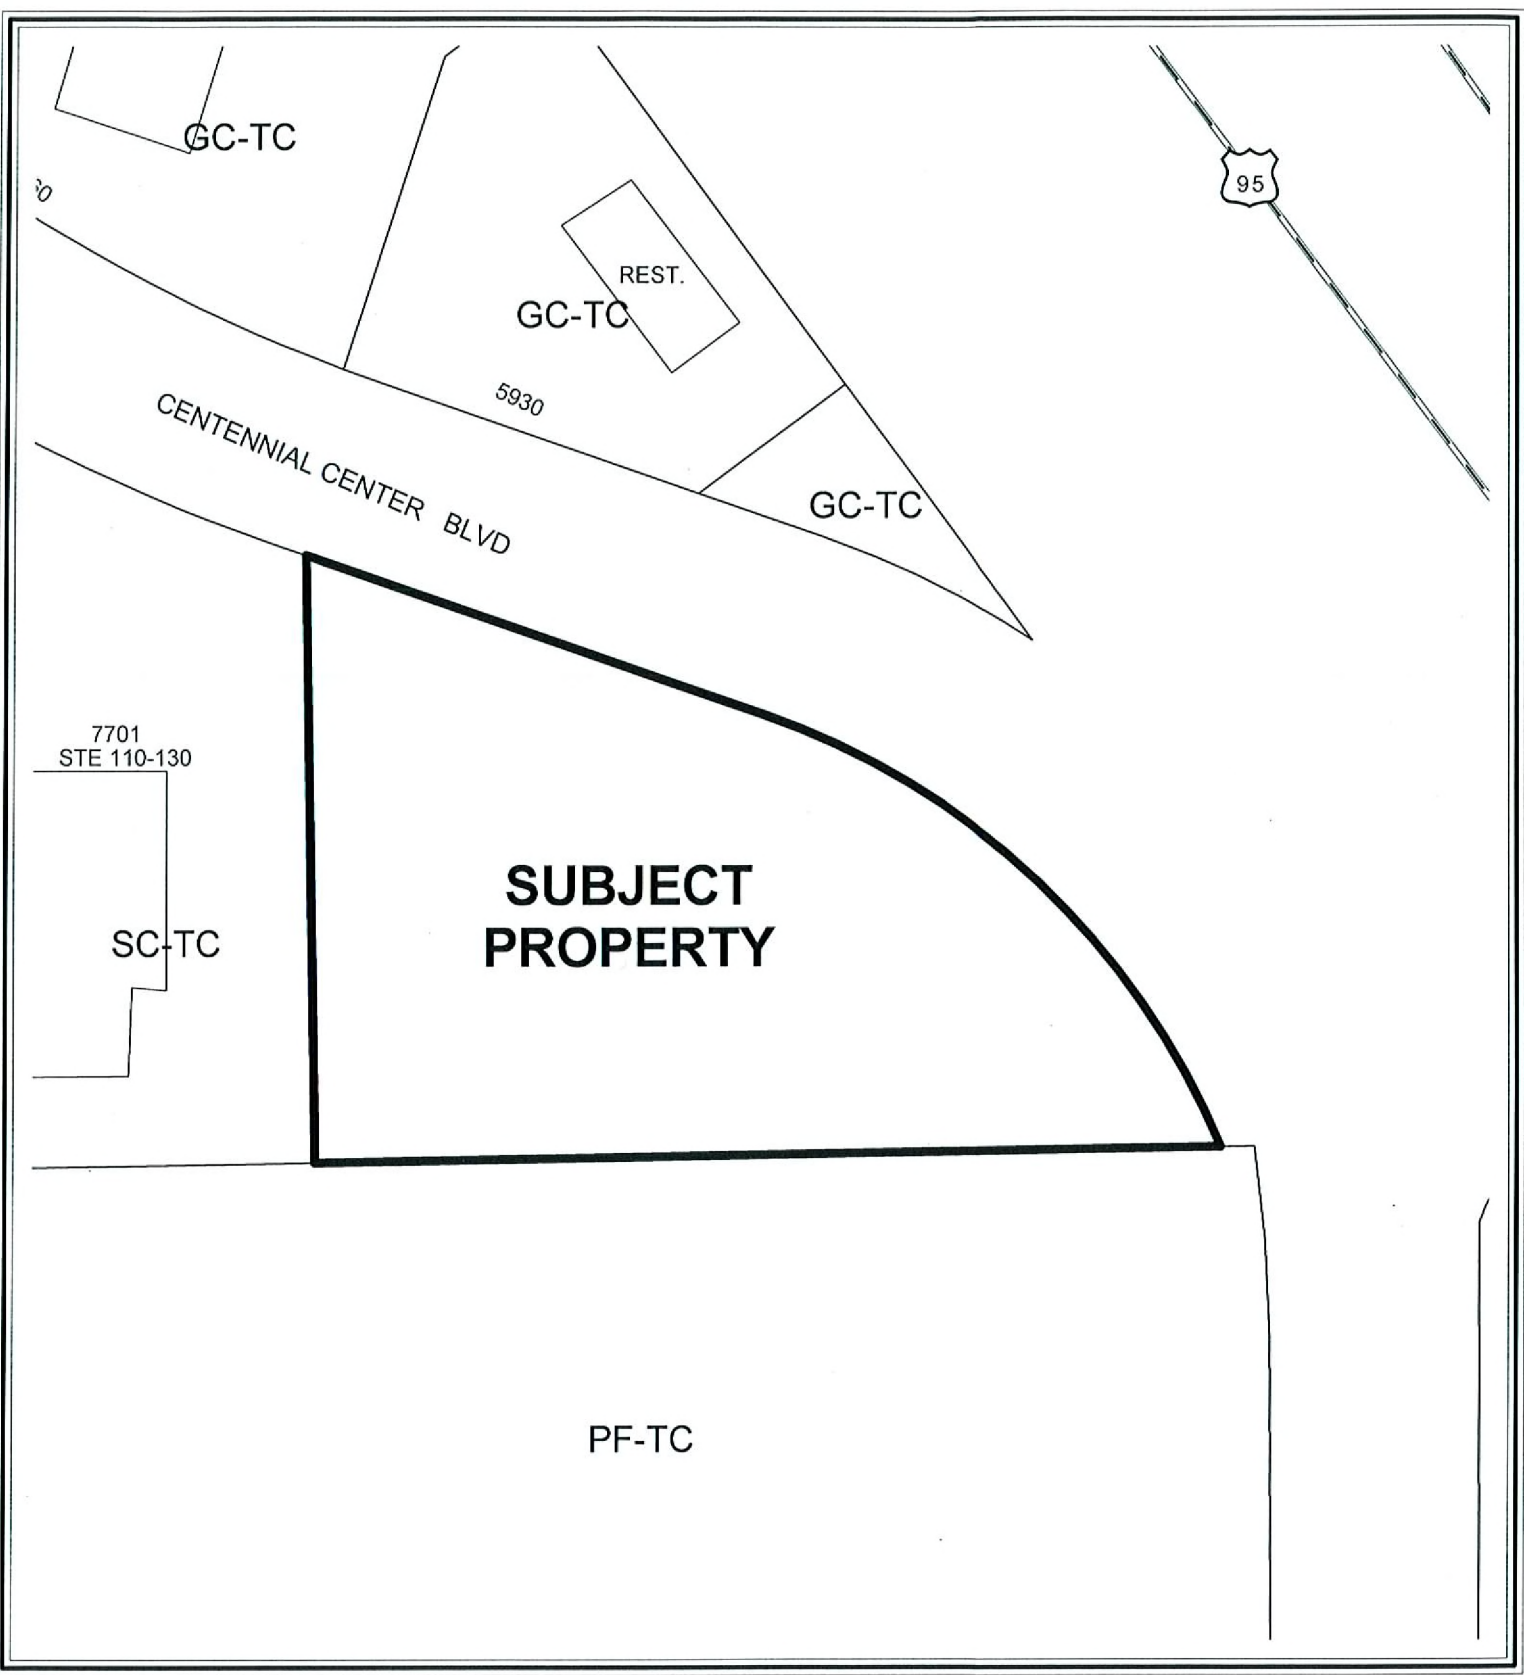 GC-TC
95
REST.
GC-TC
5930
CENTENNIAL CENTER BLVD
GC-TC
7701
STE 110-130
SUBJECT
PROPERTY
SC-TC
PF-TC